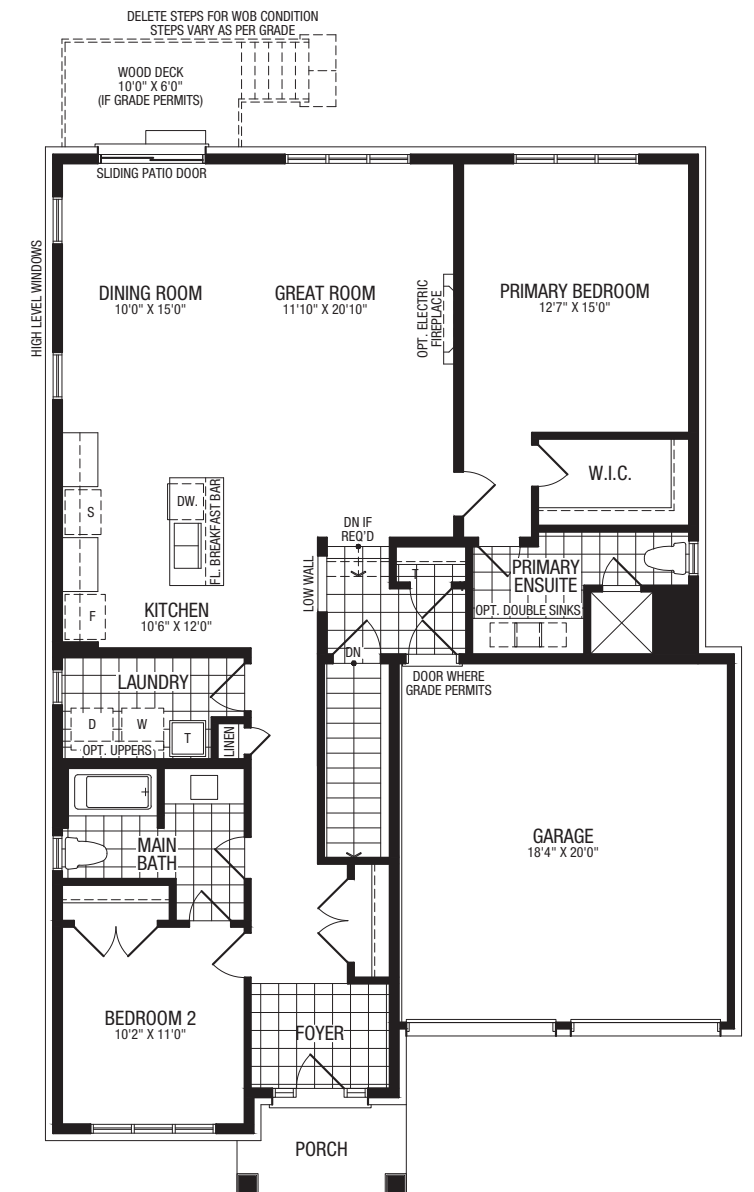 DELETE STEPS FOR WOB CONDITION
STEPS VARY AS PER GRADE
WOOD DECK
10'0" X 6'0"
(IF GRADE PERMITS)
SLIDING PATIO DOOR
HIGH LEVEL WINDOWS
DINING ROOM
10'0" X 15'0"
GREAT ROOM
11'10" X 20'10"
OPT. ELECTRIC
FIREPLACE
PRIMARY BEDROOM
12'7" X 15'0"
W.I.C.
S
DW.
FL. BREAKFAST BAR
F
KITCHEN
10'6" X 12'0"
DN IF
REQ'D
LOW WALL
T
PRIMARY
ENSUITE
OPT. DOUBLE SINKS
DN
DOOR WHERE
GRADE PERMITS
LAUNDRY
D
W
T
OPT. UPPERS
LINEN
MAIN
BATH
GARAGE
18'4" X 20'0"
BEDROOM 2
10'2" X 11'0"
FOYER
PORCH